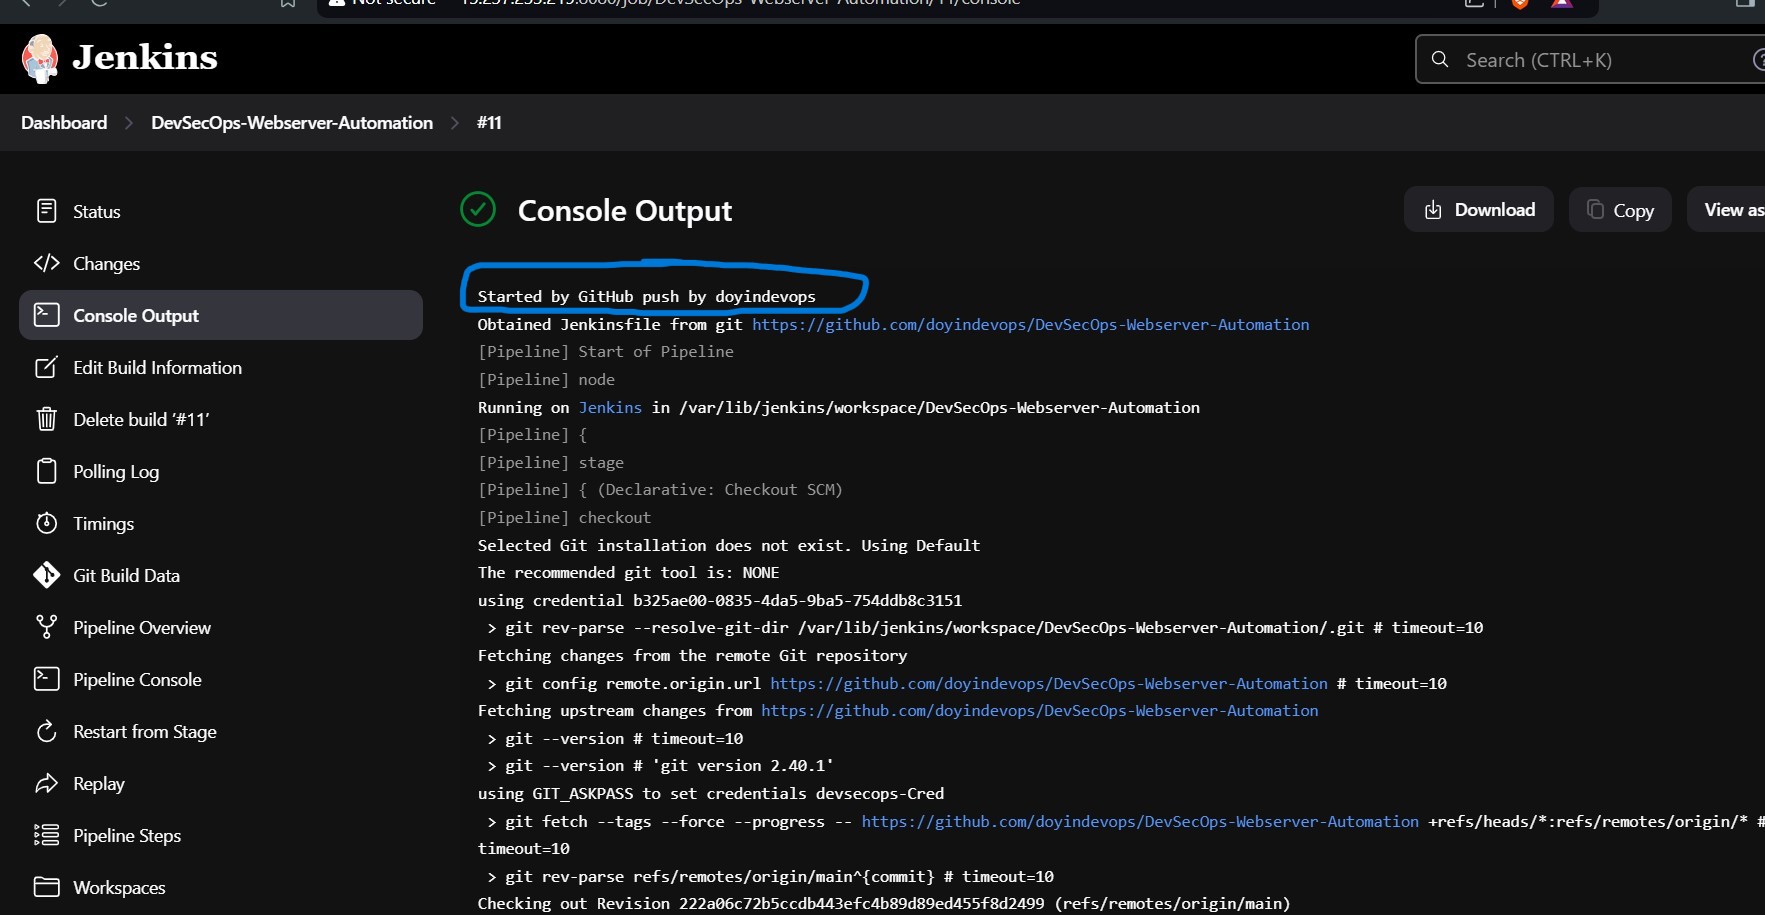 Not secure
/job/DevSecOps-Webserver-Automation/11/console
Jenkins
Search (CTRL+K)
Dashboard > DevSecOps-Webserver-Automation > #11
Status
Changes
Console Output
Edit Build Information
Delete build ‘#11’
Polling Log
Timings
Git Build Data
Pipeline Overview
Pipeline Console
Restart from Stage
Replay
Pipeline Steps
Workspaces
Console Output
Download
Copy
View as
Started by GitHub push by doyindevops
Obtained Jenkinsfile from git https://github.com/doyindevops/DevSecOps-Webserver-Automation
[Pipeline] Start of Pipeline
[Pipeline] node
Running on Jenkins in /var/lib/jenkins/workspace/DevSecOps-Webserver-Automation
[Pipeline] {
[Pipeline] stage
[Pipeline] { (Declarative: Checkout SCM)
[Pipeline] checkout
Selected Git installation does not exist. Using Default
The recommended git tool is: NONE
using credential b325ae00-0835-4da5-9ba5-754ddb8c3151
> git rev-parse --resolve-git-dir /var/lib/jenkins/workspace/DevSecOps-Webserver-Automation/.git # timeout=10
Fetching changes from the remote Git repository
> git config remote.origin.url https://github.com/doyindevops/DevSecOps-Webserver-Automation # timeout=10
Fetching upstream changes from https://github.com/doyindevops/DevSecOps-Webserver-Automation
> git --version # timeout=10
> git --version # 'git version 2.40.1'
using GIT_ASKPASS to set credentials devsecops-Cred
> git fetch --tags --force --progress -- https://github.com/doyindevops/DevSecOps-Webserver-Automation +refs/heads/*:refs/remotes/origin/* #
timeout=10
> git rev-parse refs/remotes/origin/main^{commit} # timeout=10
Checking out Revision 222a06c72b5ccdb443efc4b89d89ed455f8d2499 (refs/remotes/origin/main)